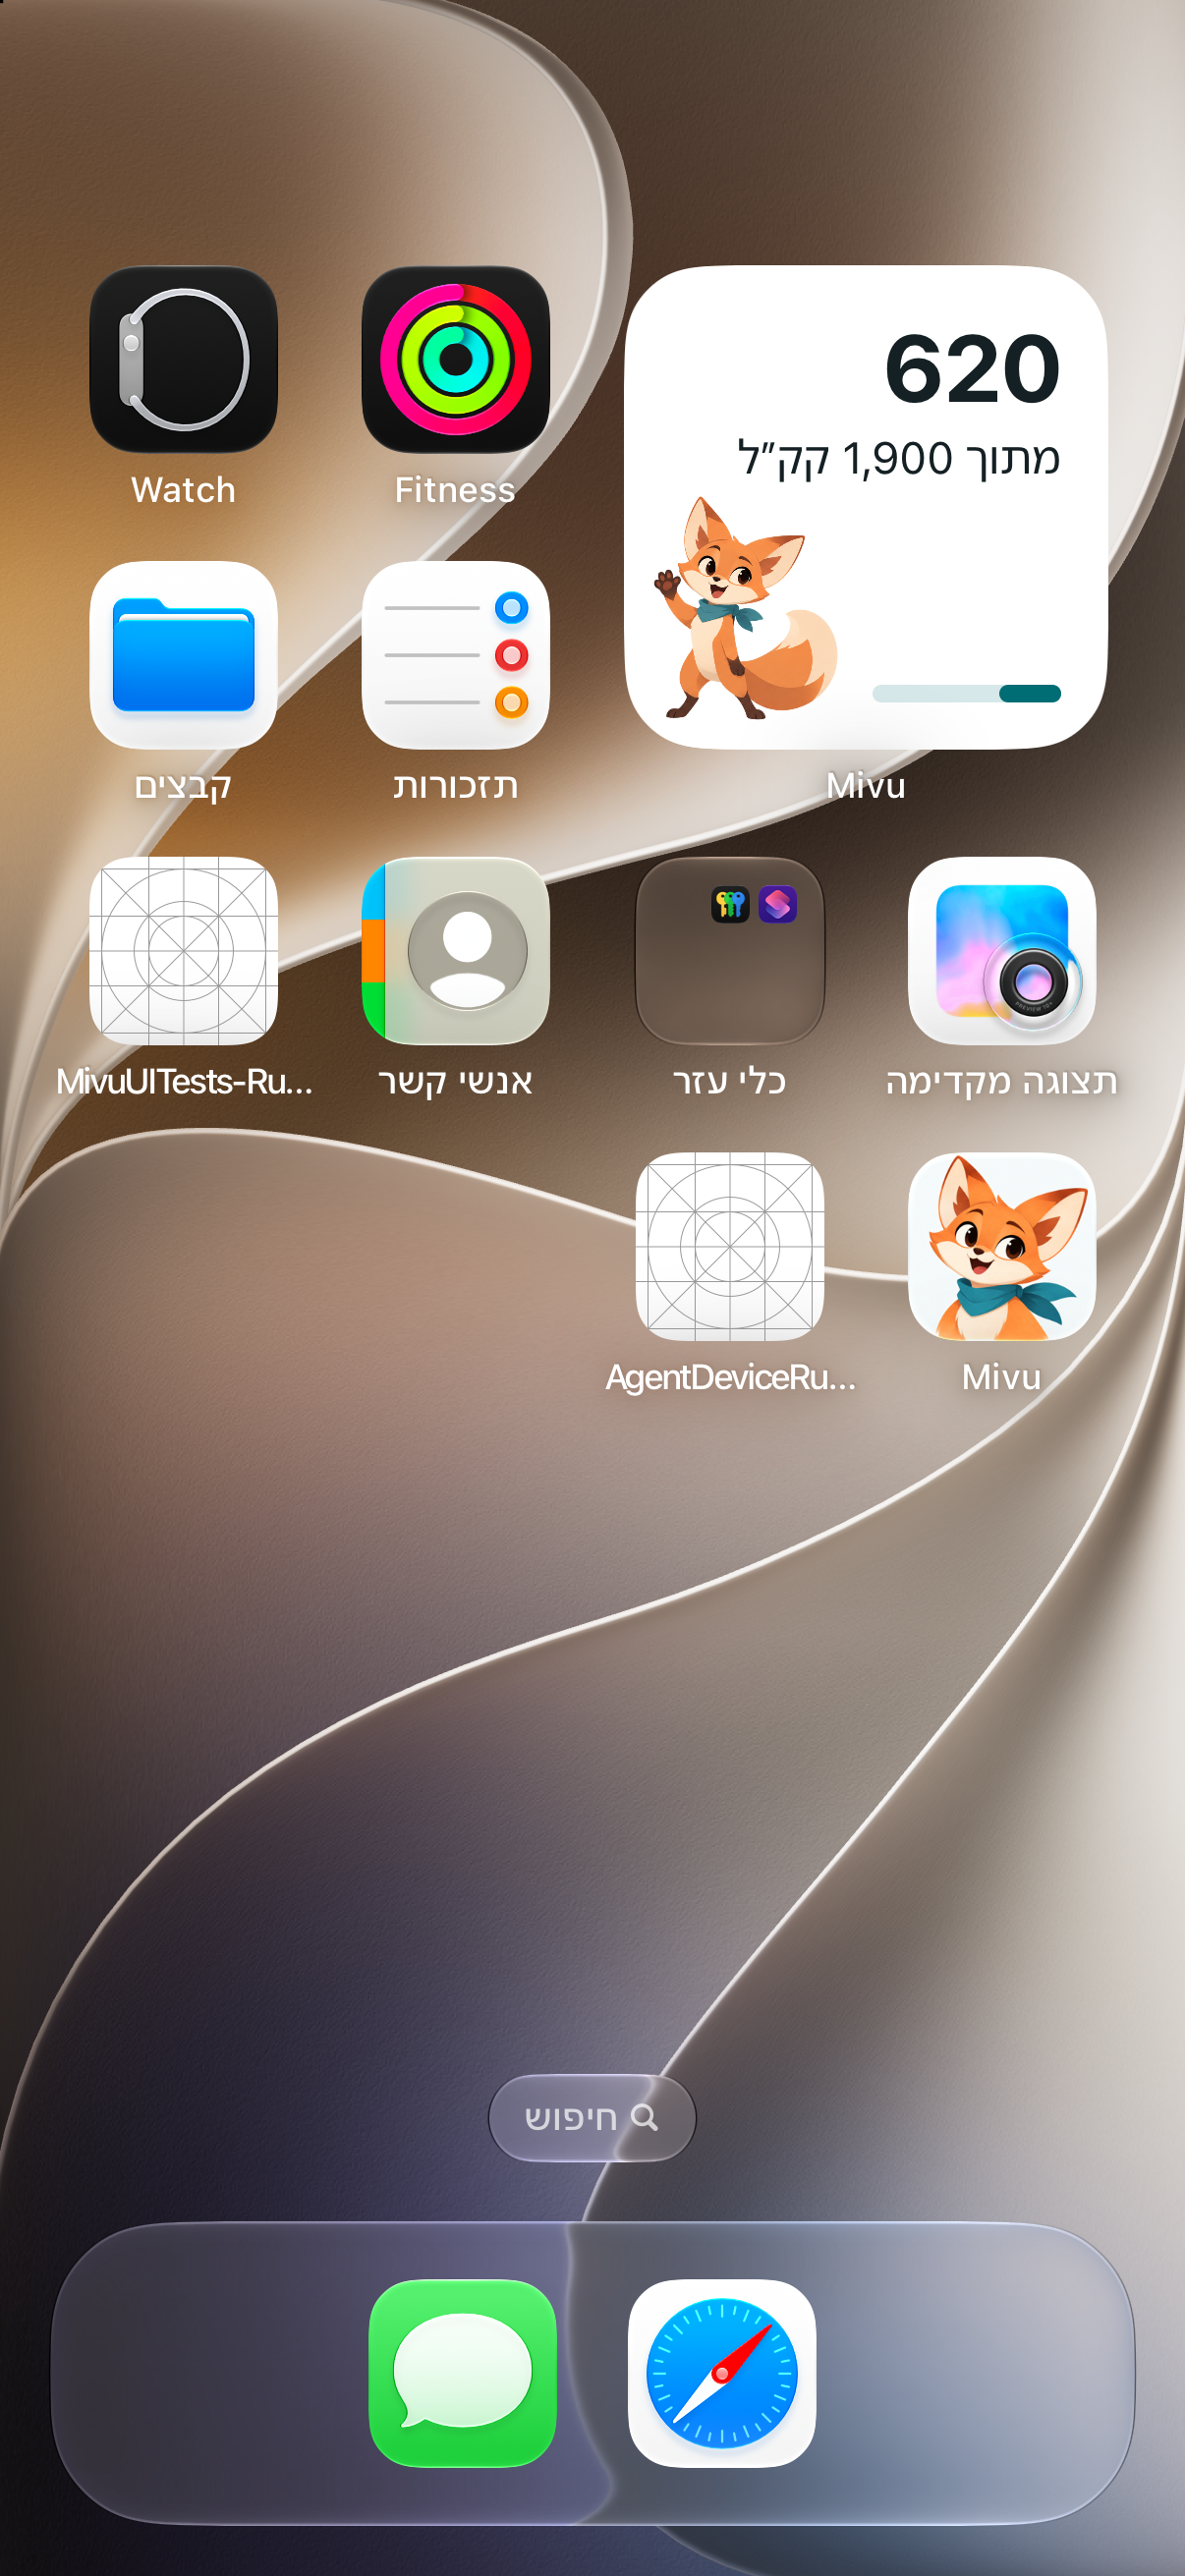 620
מתוך 1,900 קק"ל
Mivu
Fitness
Watch
תזכורות
קבצים
תצוגה מקדימה
כלי עזר
אנשי קשר
MivuUITests-Ru...
Mivu
AgentDeviceRu...
חיפוש